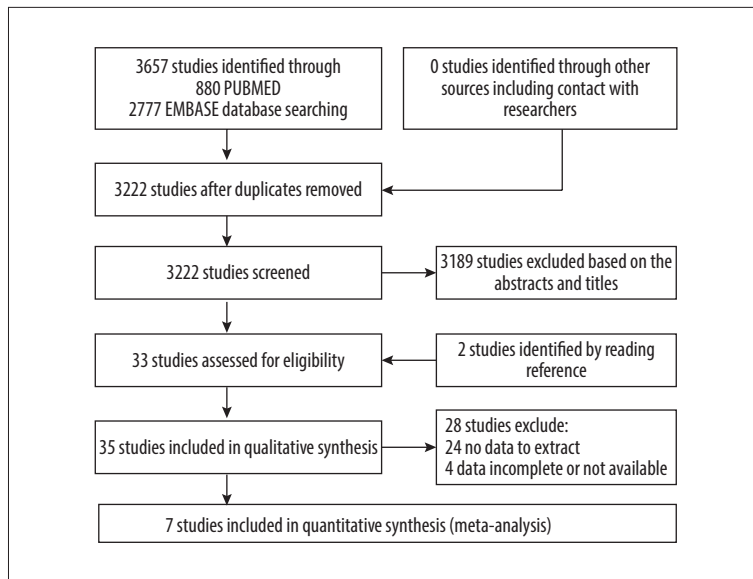 3657 studies identified through
880 PUBMED
2777 EMBASE database searching
0 studies identified through other
sources including contact with
researchers
3222 studies after duplicates removed
3222 studies screened
3189 studies excluded based on the
abstracts and titles
33 studies assessed for eligibility
2 studies identified by reading
reference
35 studies included in qualitative synthesis
28 studies exclude:
24 no data to extract
4 data incomplete or not available
7 studies included in quantitative synthesis (meta-analysis)